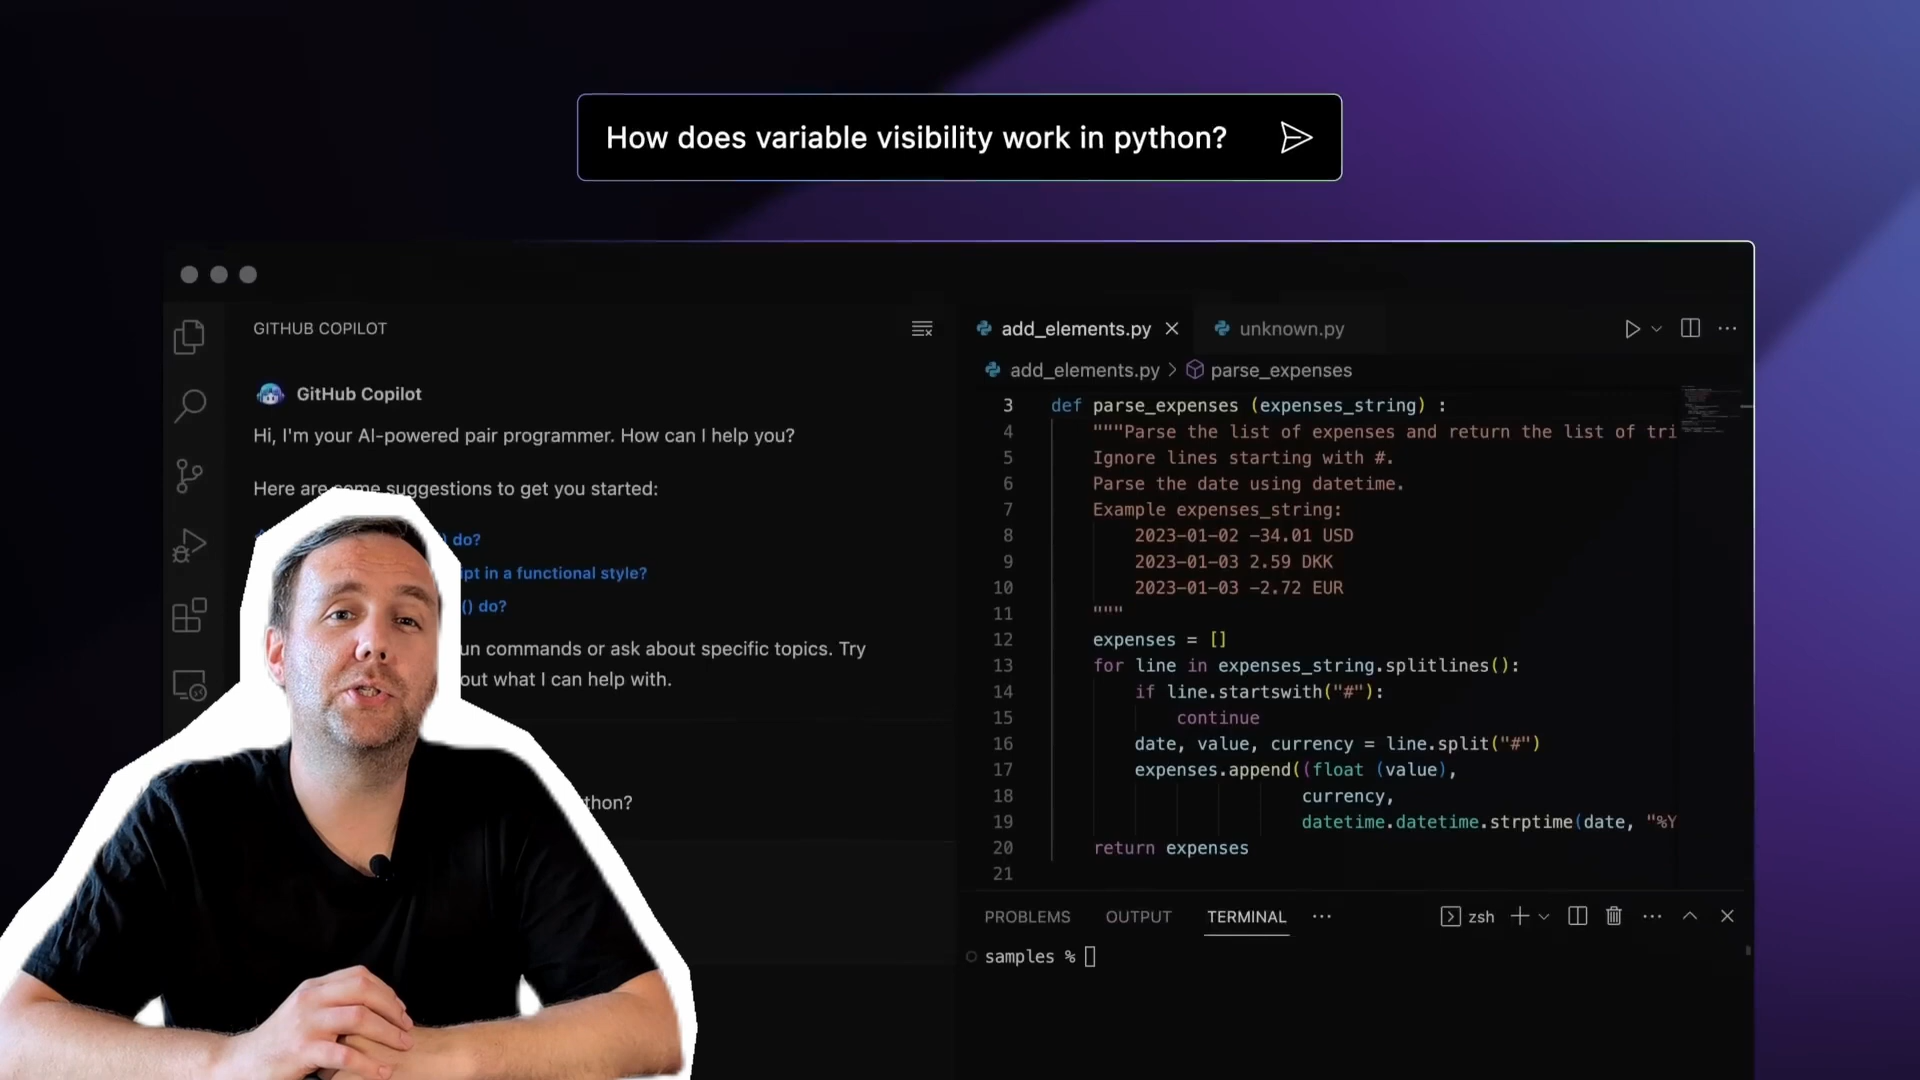 How does variable visibility work in python?
GITHUB COPILOT
GitHub Copilot
Hi, I'm your AI-powered pair programmer. How can I help you?
Here are some suggestions to get you started:
do?
in a functional style?
() do?
commands or ask about specific topics. Try
what I can help with.
add_elements.py
unknown.py
add_elements.py > parse_expenses
3 def parse_expenses (expenses_string) :
4 """Parse the list of expenses and return the list of tri
5 Ignore lines starting with #.
6 Parse the date using datetime.
7 Example expenses_string:
8 2023-01-02 -34.01 USD
9 2023-01-03 2.59 DKK
10 2023-01-03 -2.72 EUR
11 """
12 expenses = []
13 for line in expenses_string.splitlines():
14 if line.startswith("#"):
15 continue
16 date, value, currency = line.split("#")
17 expenses.append((float (value),
18 currency,
19 datetime.datetime.strptime(date, "%Y
20 return expenses
21
PROBLEMS OUTPUT TERMINAL ··· zsh
samples %